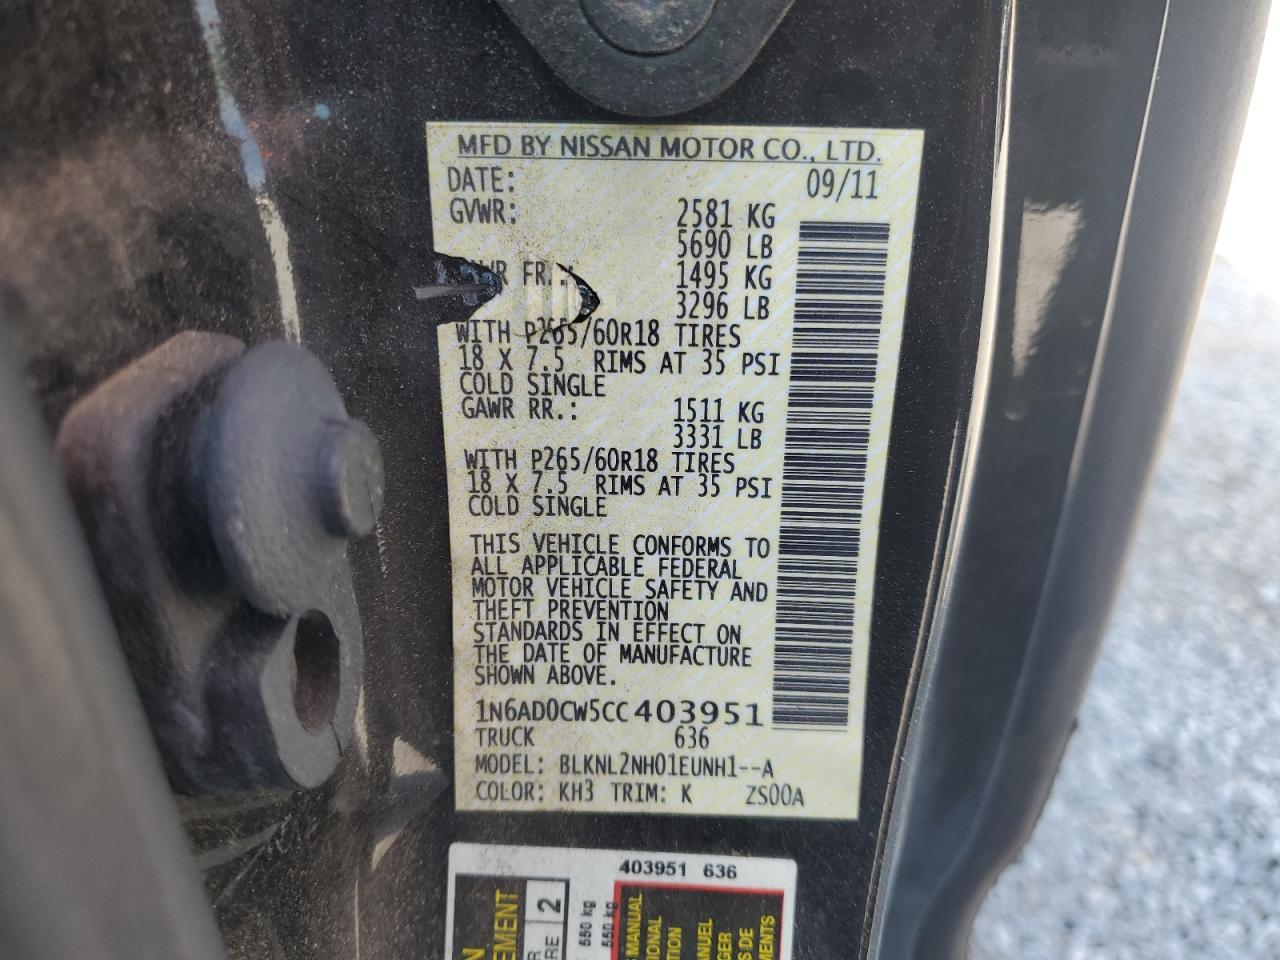 MFD BY NISSAN MOTOR CO., LTD.
DATE: 09/11
GVWR: 2581 KG
5690 LB
FR.: 1495 KG
3296 LB
WITH P265/60R18 TIRES
18 X 7.5 RIMS AT 35 PSI
COLD SINGLE
GAWR RR.: 1511 KG
3331 LB
WITH P265/60R18 TIRES
18 X 7.5 RIMS AT 35 PSI
COLD SINGLE
THIS VEHICLE CONFORMS TO
ALL APPLICABLE FEDERAL
MOTOR VEHICLE SAFETY AND
THEFT PREVENTION
STANDARDS IN EFFECT ON
THE DATE OF MANUFACTURE
SHOWN ABOVE.
1N6AD0CW5CC403951
TRUCK 636
MODEL: BLKNL2NH01EUNH1--A
COLOR: KH3 TRIM: K ZS00A
403951 636
EMENT
2
550 kg
550 kg
MANUAL